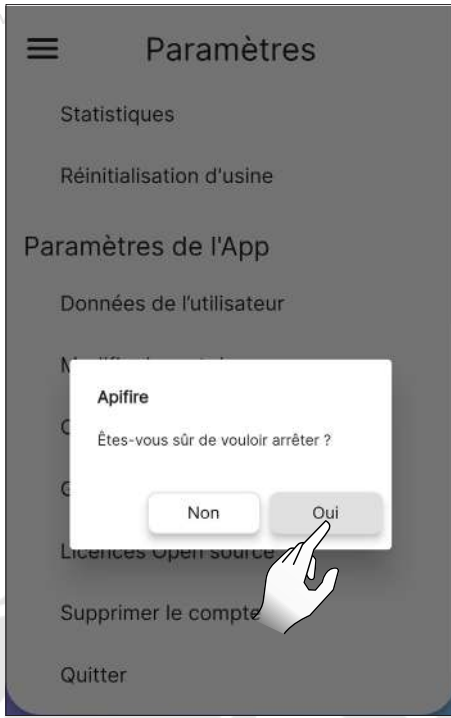 Paramètres
Statistiques
Réinitialisation d'usine
Paramètres de l'App
Données de l’utilisateur
Apifire
Êtes-vous sûr de vouloir arrêter ?
Non Oui
Licences Open source
Supprimer le compte
Quitter